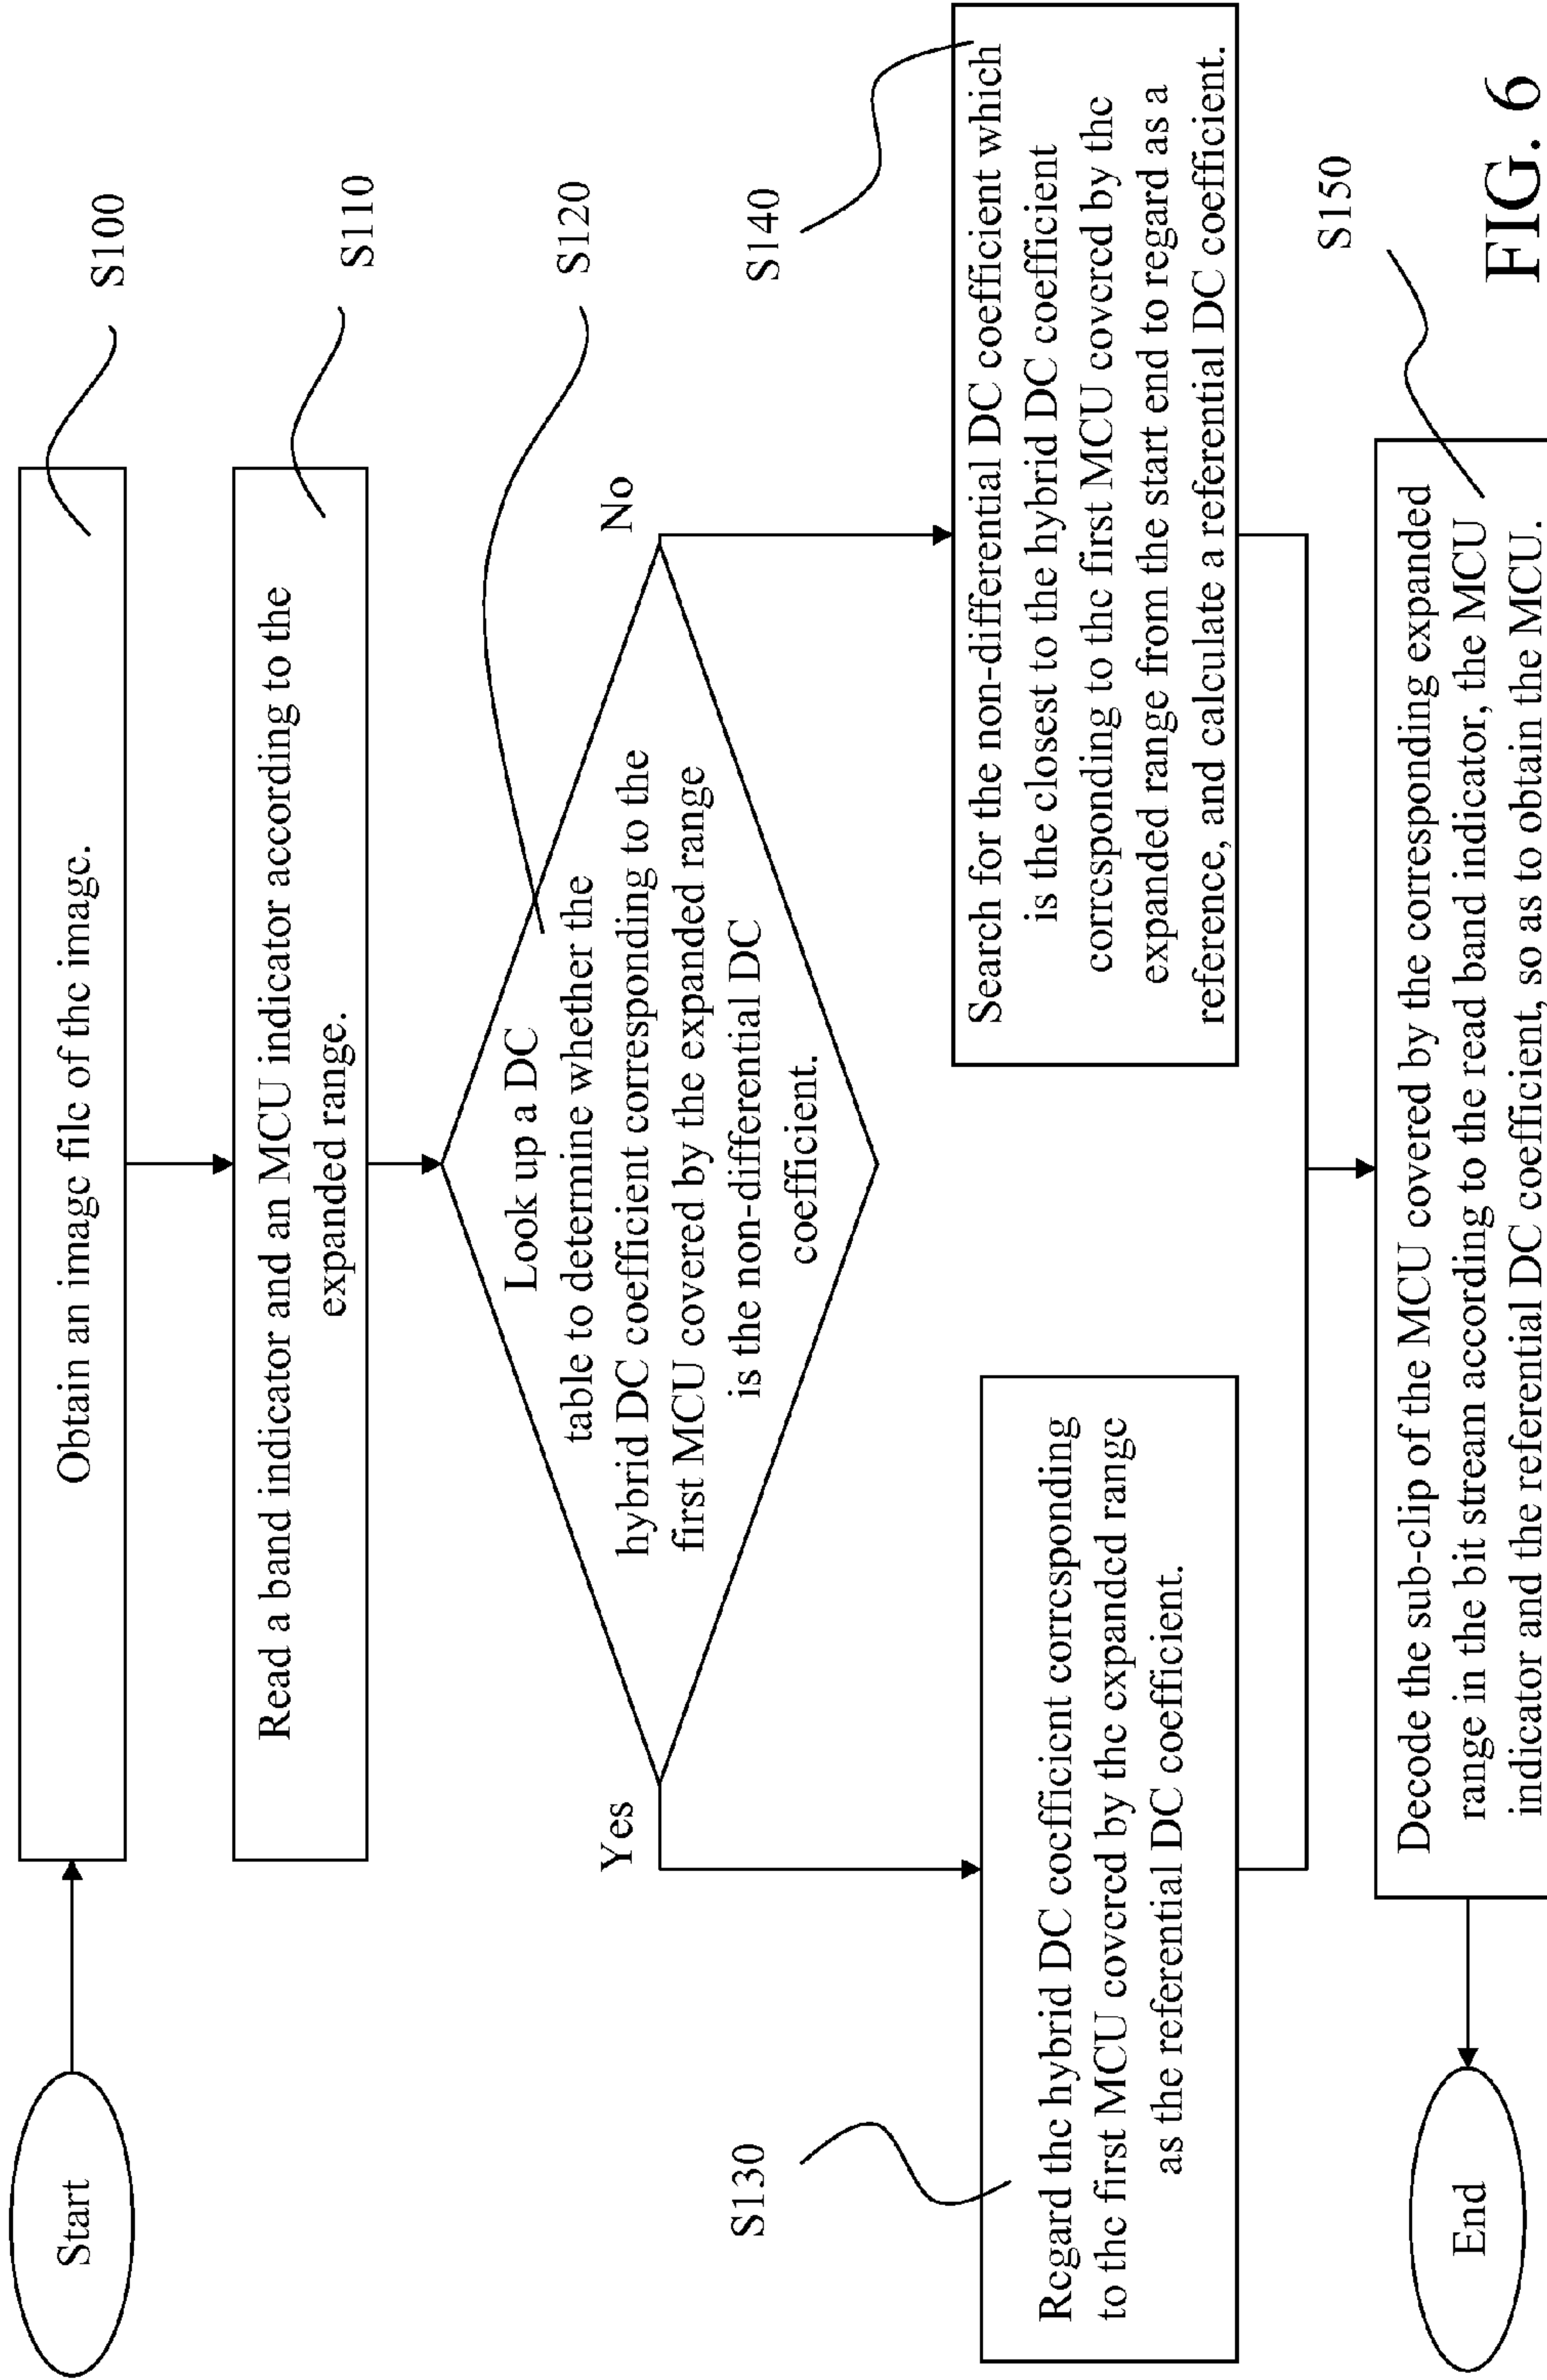 Start
Obtain an image file of the image.
S100
Read a band indicator and an MCU indicator according to the
expanded range.
S110
Look up a DC
table to determine whether the
hybrid DC coefficient corresponding to the
first MCU covered by the expanded range
is the non-differential DC
coefficient.
S120
Yes
No
S130
Regard the hybrid DC coefficient corresponding
to the first MCU covered by the expanded range
as the referential DC coefficient.
S140
Search for the non-differential DC coefficient which
is the closest to the hybrid DC coefficient
corresponding to the first MCU covered by the
expanded range from the start end to regard as a
reference, and calculate a referential DC coefficient.
S150
Decode the sub-clip of the MCU covered by the corresponding expanded
range in the bit stream according to the read band indicator, the MCU
indicator and the referential DC coefficient, so as to obtain the MCU.
End
FIG. 6